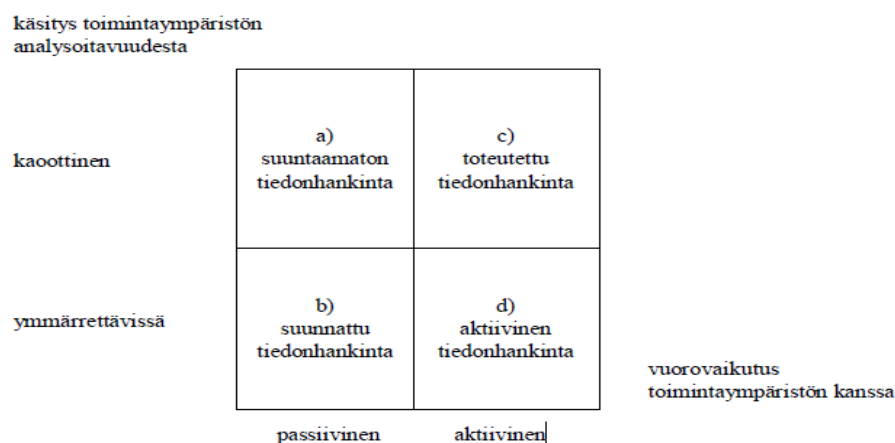 käsitys toimintaympäristön
analysoitavuudesta
kaoottinen
a)
suuntaamaton
tiedonhankinta
c)
toteutettu
tiedonhankinta
ymmärrettävissä
b)
suunnattu
tiedonhankinta
d)
aktiivinen
tiedonhankinta
vuorovaikutus
toimintaympäristön kanssa
passiivinen
aktiivinen